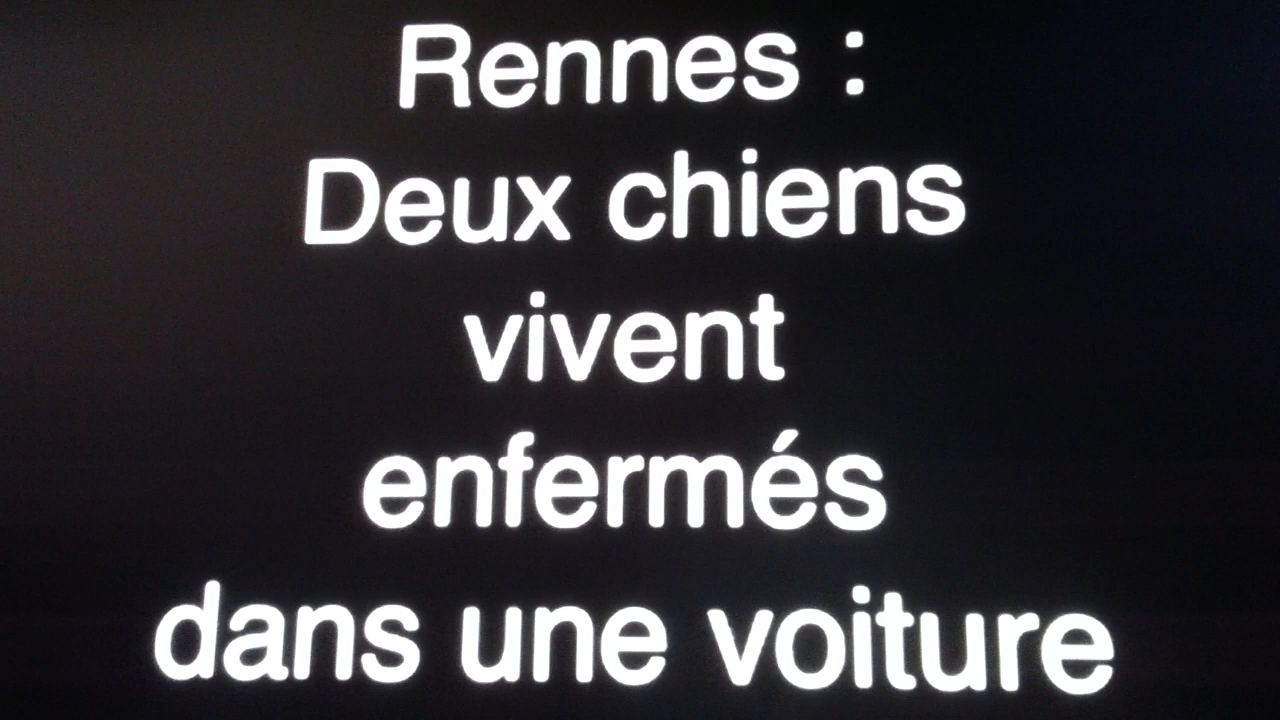 Rennes :
Deux chiens
vivent
enfermés
dans une voiture